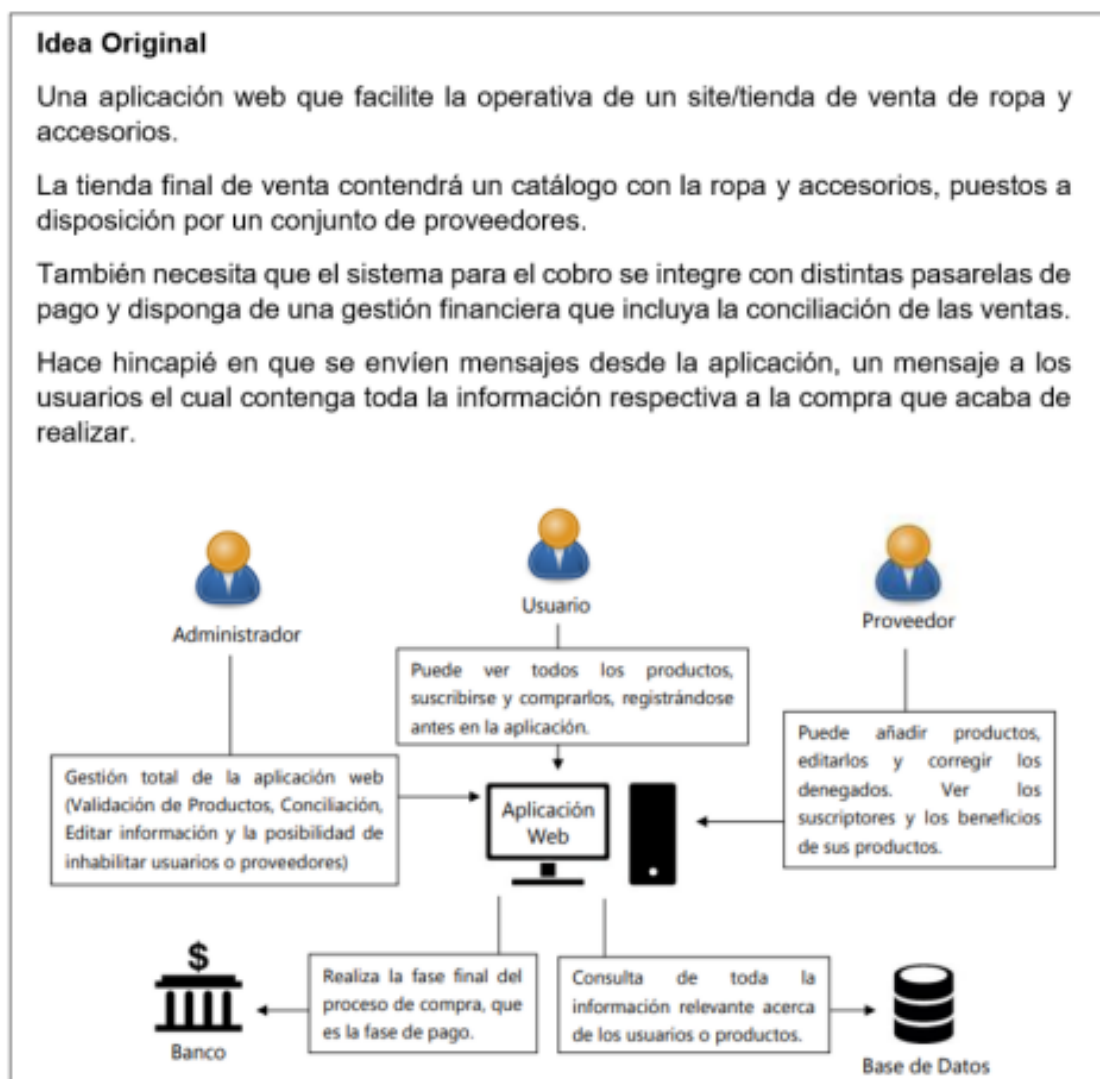 Idea Original
Una aplicación web que facilite la operativa de un site/tienda de venta de ropa y
accesorios.
La tienda final de venta contendrá un catálogo con la ropa y accesorios, puestos a
disposición por un conjunto de proveedores.
También necesita que el sistema para el cobro se integre con distintas pasarelas de
pago y disponga de una gestión financiera que incluya la conciliación de las ventas.
Hace hincapié en que se envíen mensajes desde la aplicación, un mensaje a los
usuarios el cual contenga toda la información respectiva a la compra que acaba de
realizar.
Administrador
Usuario
Proveedor
Puede ver todos los productos,
suscribirse y comprarlos, registrándose
antes en la aplicación.
Puede añadir productos,
editarlos y corregir los
denegados. Ver los
suscriptores y los beneficios
de sus productos.
Gestión total de la aplicación web
(Validación de Productos, Conciliación,
Editar información y la posibilidad de
inhabilitar usuarios o proveedores)
Aplicación
Web
$
Banco
Realiza la fase final del
proceso de compra, que
es la fase de pago.
Consulta de toda la
información relevante acerca
de los usuarios o productos.
Base de Datos